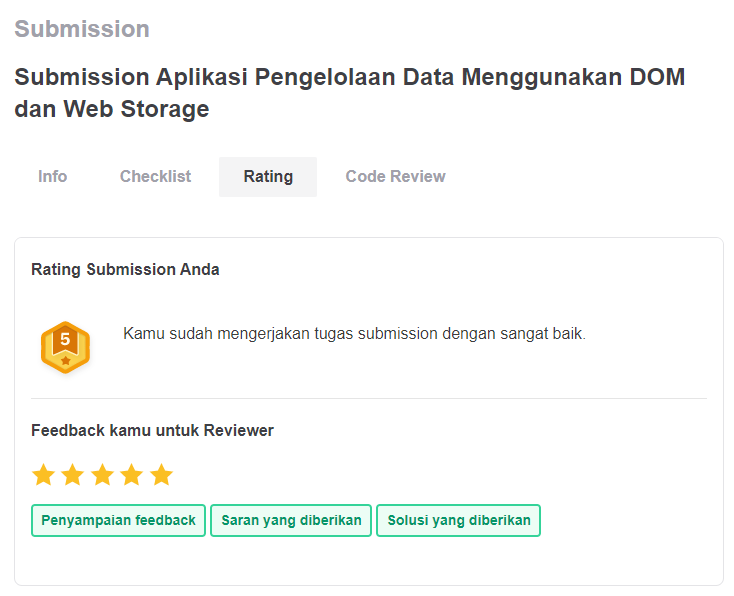 Submission
Submission Aplikasi Pengelolaan Data Menggunakan DOM
dan Web Storage
Info Checklist Rating Code Review
Rating Submission Anda
5
Kamu sudah mengerjakan tugas submission dengan sangat baik.
Feedback kamu untuk Reviewer
Penyampaian feedback Saran yang diberikan Solusi yang diberikan